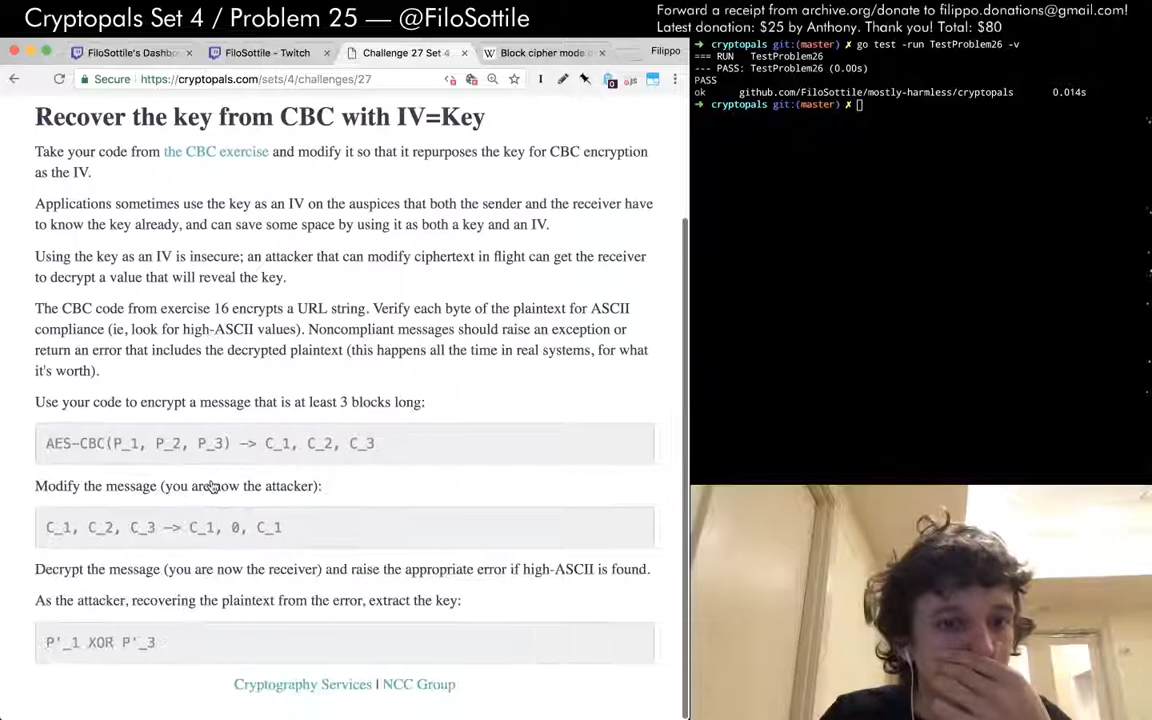 Cryptopals Set 4 / Problem 25 — @FiloSottile
Forward a receipt from archive.org/donate to filippo.donations@gmail.com!
Latest donation: $25 by Anthony. Thank you! Total: $80
FiloSottile's Dashbo
FiloSottile - Twitch
Challenge 27 Set 4
Block cipher mode o
Filippo
Secure
https://cryptopals.com/sets/4/challenges/27
Recover the key from CBC with IV=Key
Take your code from the CBC exercise and modify it so that it repurposes the key for CBC encryption
as the IV.
Applications sometimes use the key as an IV on the auspices that both the sender and the receiver have
to know the key already, and can save some space by using it as both a key and an IV.
Using the key as an IV is insecure; an attacker that can modify ciphertext in flight can get the receiver
to decrypt a value that will reveal the key.
The CBC code from exercise 16 encrypts a URL string. Verify each byte of the plaintext for ASCII
compliance (ie, look for high-ASCII values). Noncompliant messages should raise an exception or
return an error that includes the decrypted plaintext (this happens all the time in real systems, for what
it's worth).
Use your code to encrypt a message that is at least 3 blocks long:
AES-CBC(P_1, P_2, P_3) -> C_1, C_2, C_3
Modify the message (you are now the attacker):
C_1, C_2, C_3 -> C_1, 0, C_1
Decrypt the message (you are now the receiver) and raise the appropriate error if high-ASCII is found.
As the attacker, recovering the plaintext from the error, extract the key:
P'_1 XOR P'_3
Cryptography Services | NCC Group
➜ cryptopals git:(master) ✗ go test -run TestProblem26 -v
=== RUN   TestProblem26
--- PASS: TestProblem26 (0.00s)
PASS
ok   github.com/FiloSottile/mostly-harmless/cryptopals   0.014s
➜ cryptopals git:(master) ✗